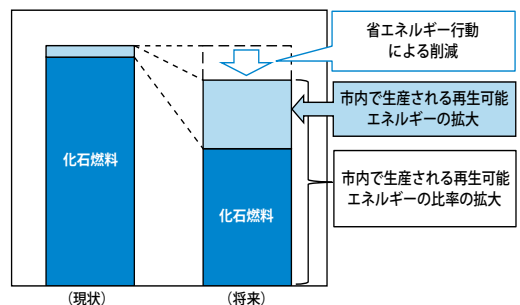 省エネルギー行動
による削減
市内で生産される再生可能
エネルギーの拡大
化石燃料
市内で生産される再生可能
エネルギーの比率の拡大
化石燃料
（現状）
（将来）